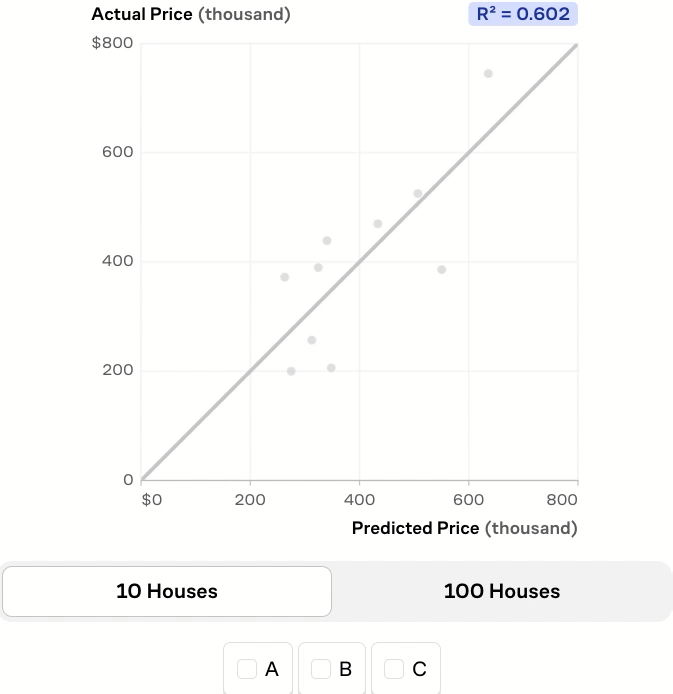 Actual Price (thousand) R² = 0.602
$800
600
400
200
0
$0 200 400 600 800
Predicted Price (thousand)
10 Houses 100 Houses
A B C